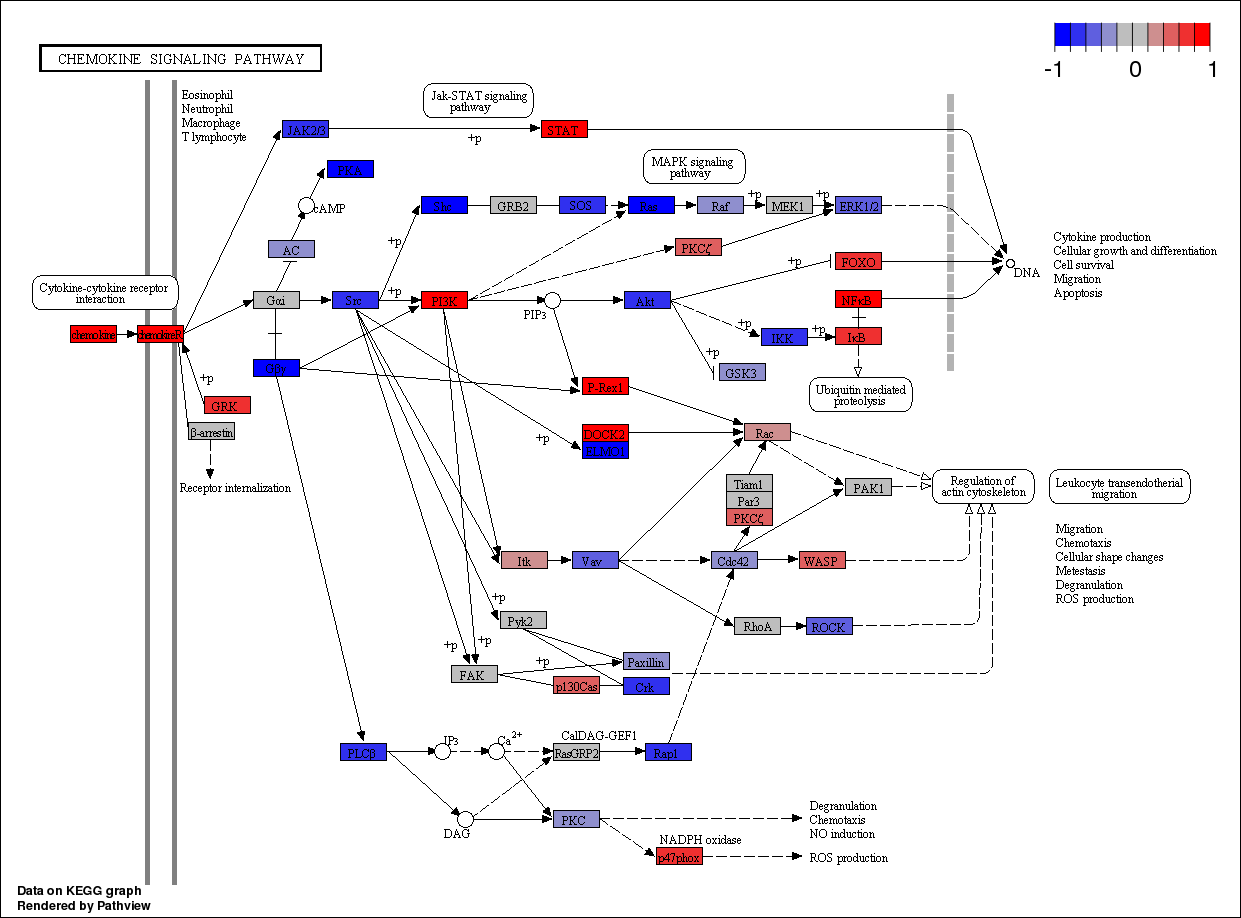 CHEMOKINE SIGNALING PATHWAY
-1 0 1
Eosinophil
Neutrophil
Macrophage
T lymphocyte
Jak-STAT signaling
pathway
JAK2/3
STAT
+p
MAPK signaling
pathway
PKA
cAMP
AC
Shc
GRB2
SOS
Ras
Raf
+p
MEK1
+p
ERK1/2
+p
PKCζ
Cytokine production
Cellular growth and differentiation
Cell survival
Migration
Apoptosis
+p
FOXO
DNA
Cytokine-cytokine receptor
interaction
Gαi
Src
+p
PI3K
PIP3
Akt
NFκB
chemokine
chemokineR
+p
IKK
+p
IκB
+p
GSK3
Gβγ
Ubiquitin mediated
proteolysis
+p
GRK
P-Rex1
β-arrestin
+p
DOCK2
ELMO1
Rac
Receptor internalization
Tiam1
Par3
PKCζ
PAK1
Regulation of
actin cytoskeleton
Leukocyte transendothelial
migration
Migration
Chemotaxis
Cellular shape changes
Metestasis
Degranulation
ROS production
Itk
Vav
Cdc42
WASP
+p
Pyk2
RhoA
ROCK
+p
+p
FAK
+p
Paxillin
p130Cas
Crk
PLCβ
IP3
Ca2+
CalDAG-GEF1
RasGRP2
Rap1
DAG
PKC
Degranulation
Chemotaxis
NO induction
NADPH oxidase
p47phox
ROS production
Data on KEGG graph
Rendered by Pathview